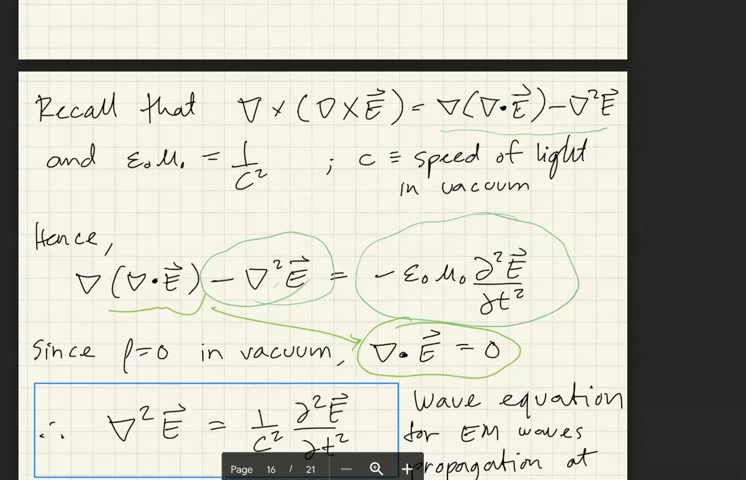 Recall that ∇ × (∇ × E⃗) = ∇(∇•E⃗) − ∇²E⃗
and ε₀μ₀ = 1/c² ; c ≡ speed of light
in vacuum
Hence,
∇(∇•E⃗) − ∇²E⃗ = − ε₀μ₀ ∂²E⃗/∂t²
Since ρ=0 in vacuum, ∇•E⃗ = 0
∴ ∇²E⃗ = 1/c² ∂²E⃗/∂t²
Wave equation
for EM waves
propagation at
Page 16 / 21 − +